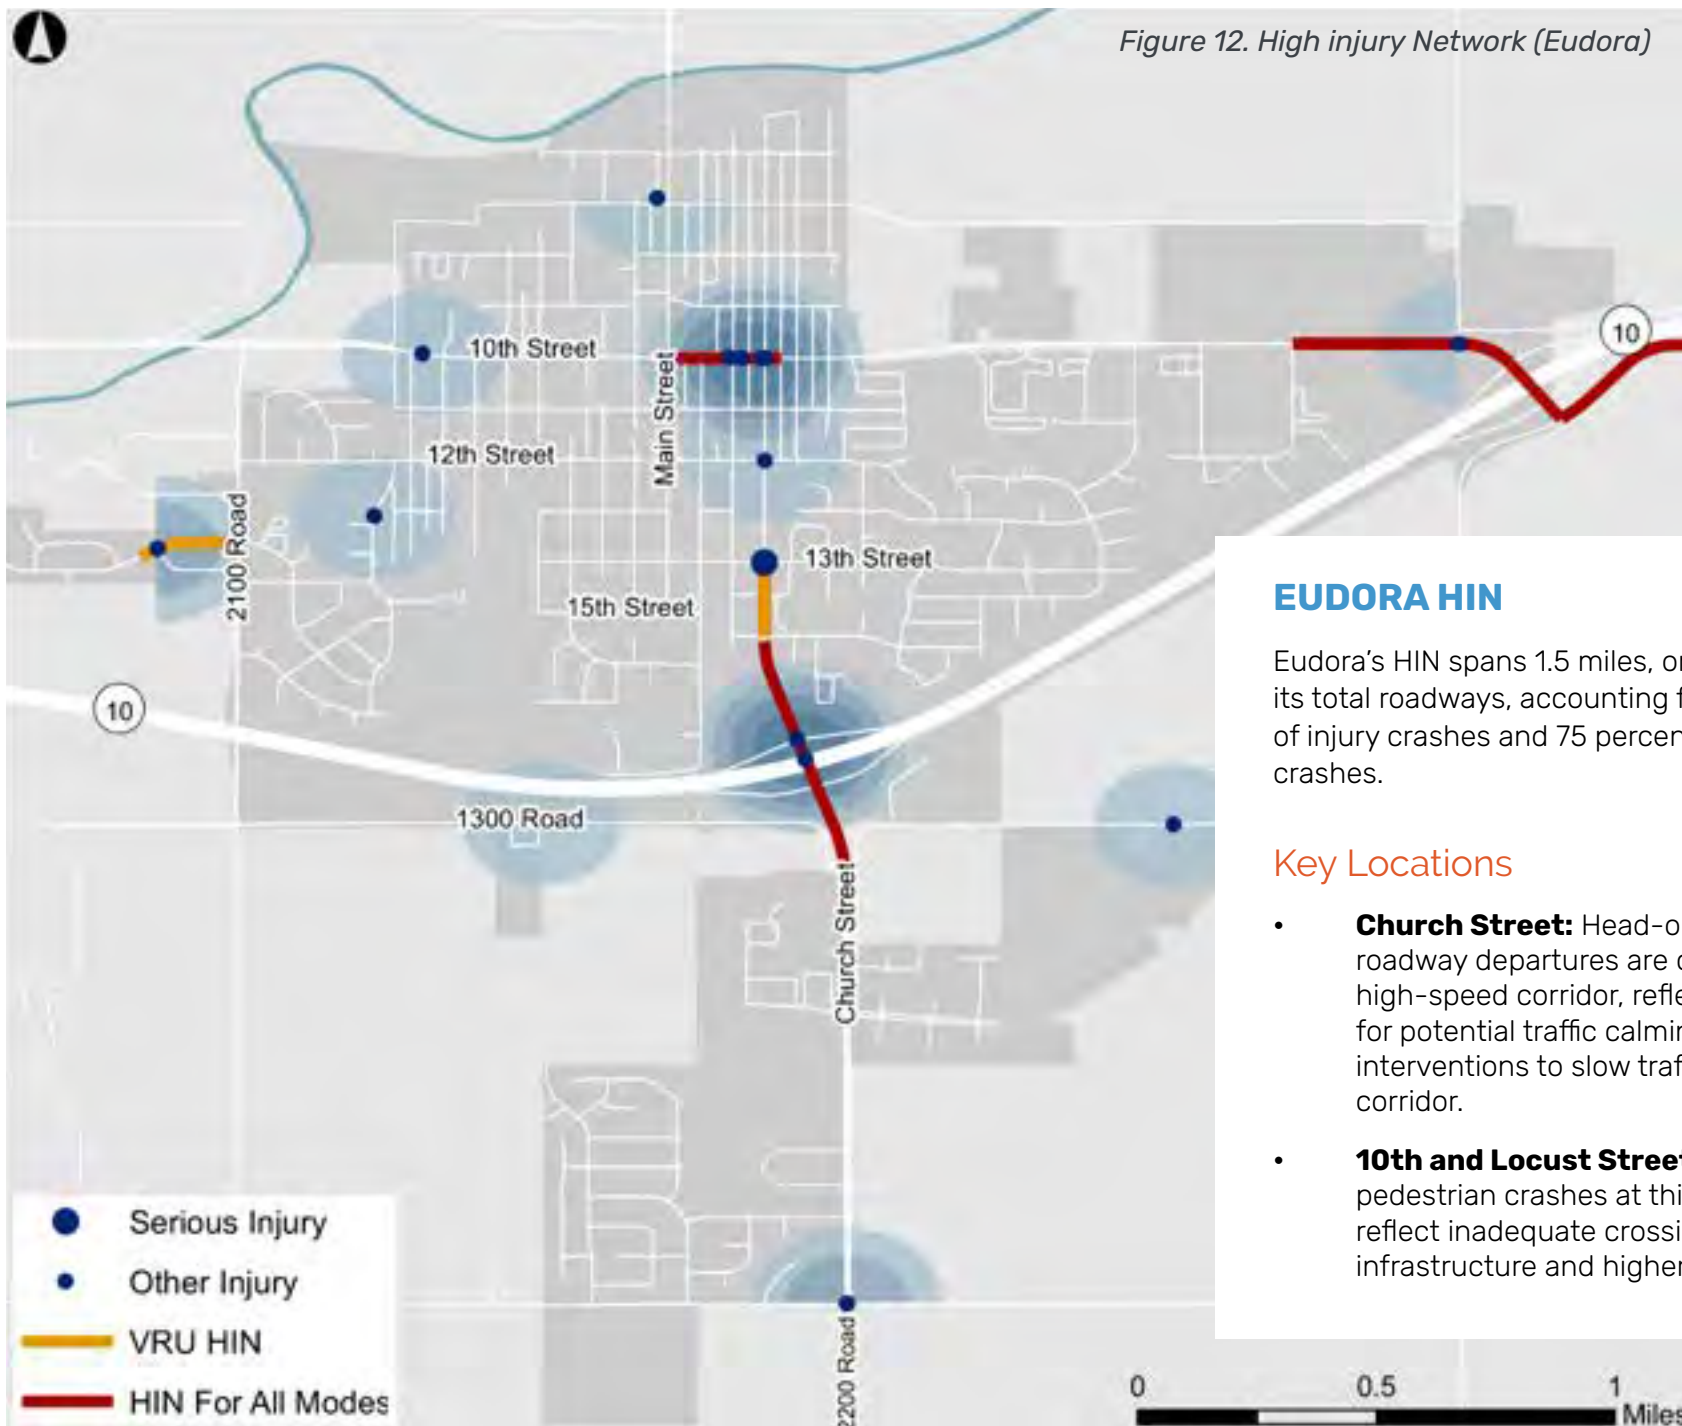 Figure 12. High injury Network (Eudora)
10
10th Street
Main Street
12th Street
2100 Road
13th Street
15th Street
10
1300 Road
Church Street
2200 Road
EUDORA HIN
Eudora's HIN spans 1.5 miles, or
its total roadways, accounting f
of injury crashes and 75 percen
crashes.
Key Locations
• Church Street: Head-o
roadway departures are
high-speed corridor, refle
for potential traffic calmin
interventions to slow traf
corridor.
• 10th and Locust Street
pedestrian crashes at thi
reflect inadequate crossi
infrastructure and higher
Serious Injury
Other Injury
VRU HIN
HIN For All Modes
0 0.5 1
Miles